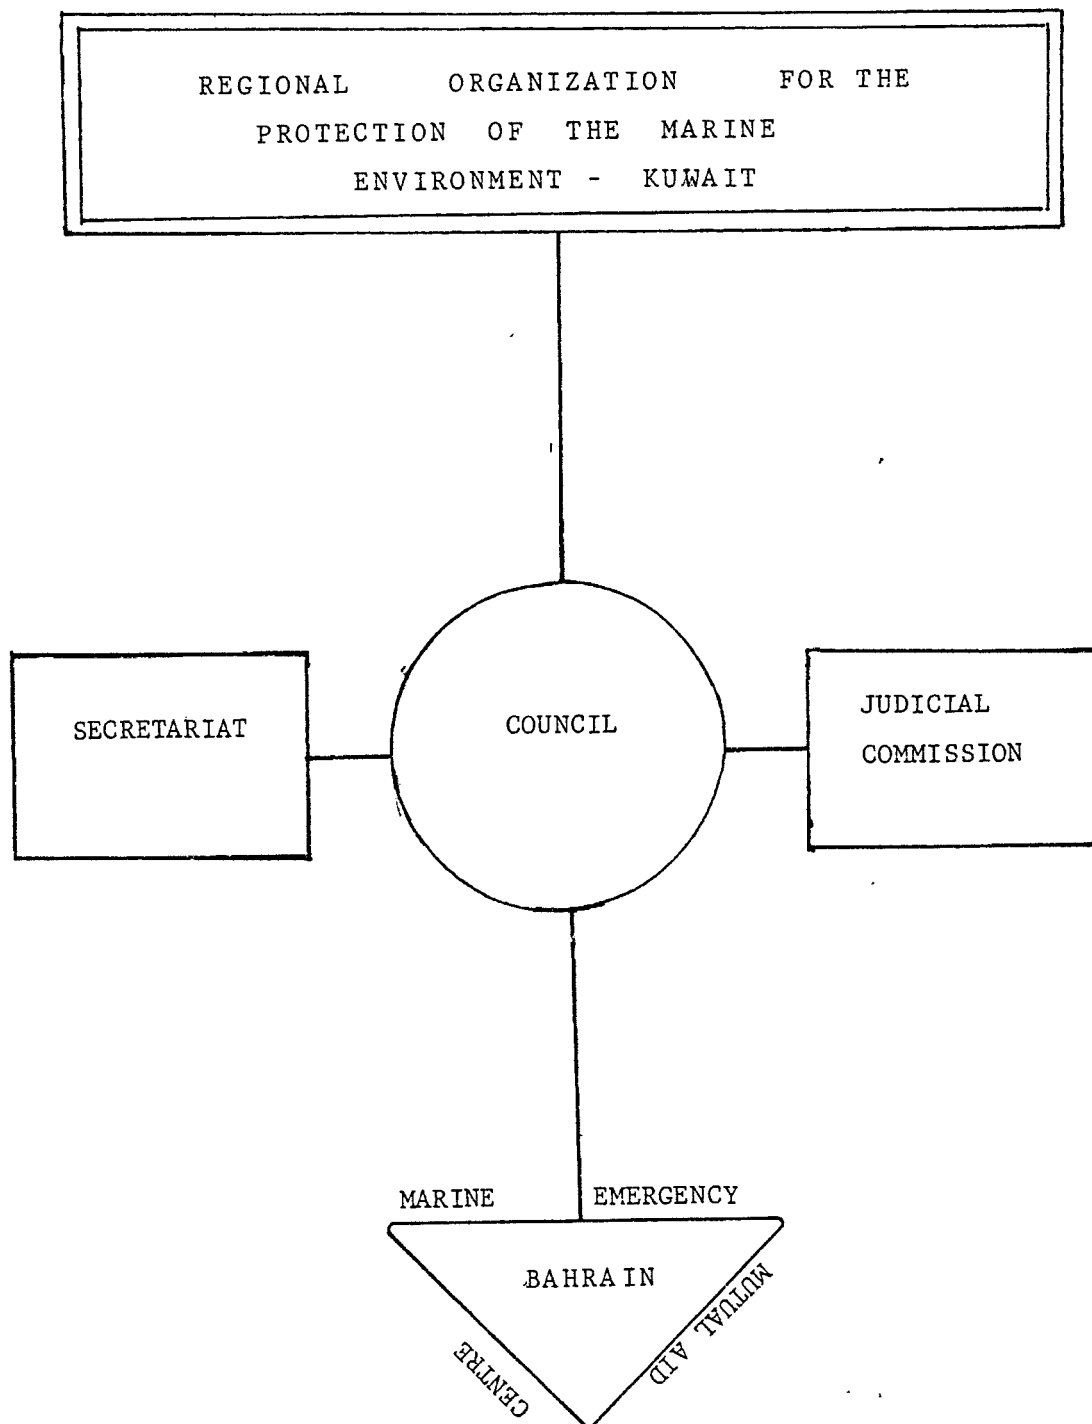 REGIONAL ORGANIZATION FOR THE
PROTECTION OF THE MARINE
ENVIRONMENT - KUWAIT
SECRETARIAT
COUNCIL
JUDICIAL
COMMISSION
MARINE EMERGENCY
BAHRAIN
MUTUAL AID
CENTRE